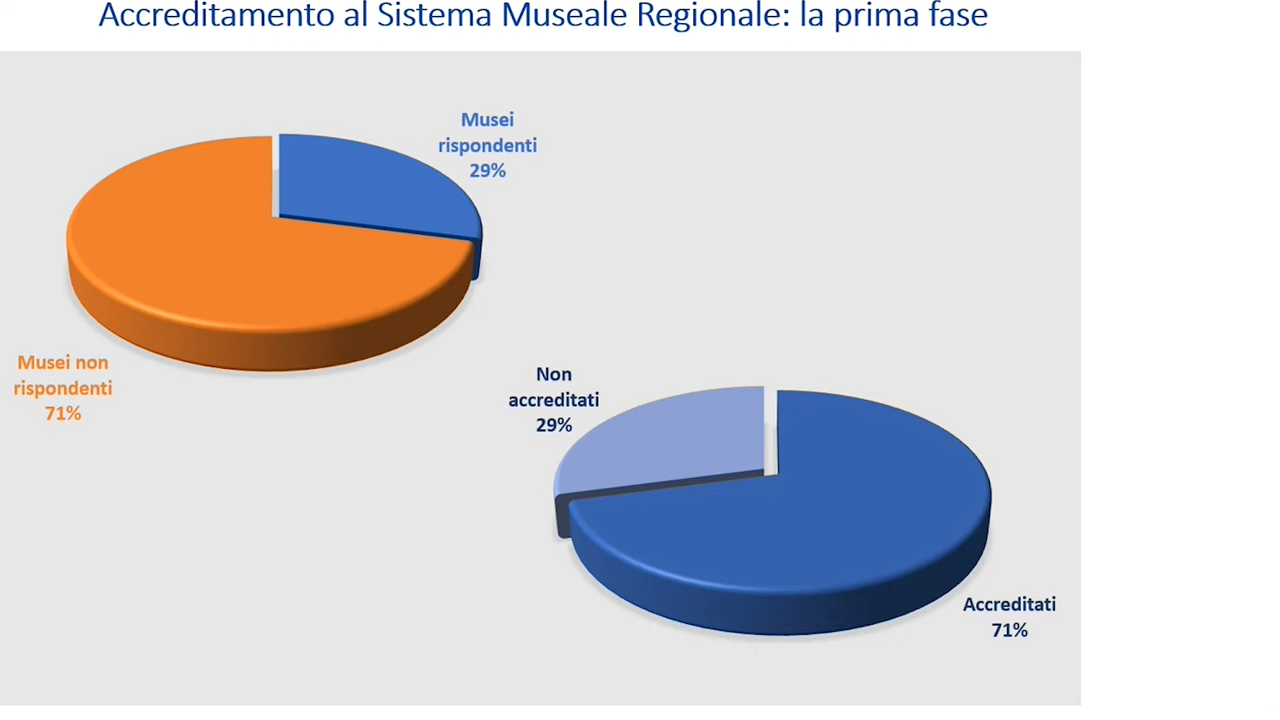 Accreditamento al Sistema Museale Regionale: la prima fase
Musei
rispondenti
29%
Musei non
rispondenti
71%
Non
accreditati
29%
Accreditati
71%